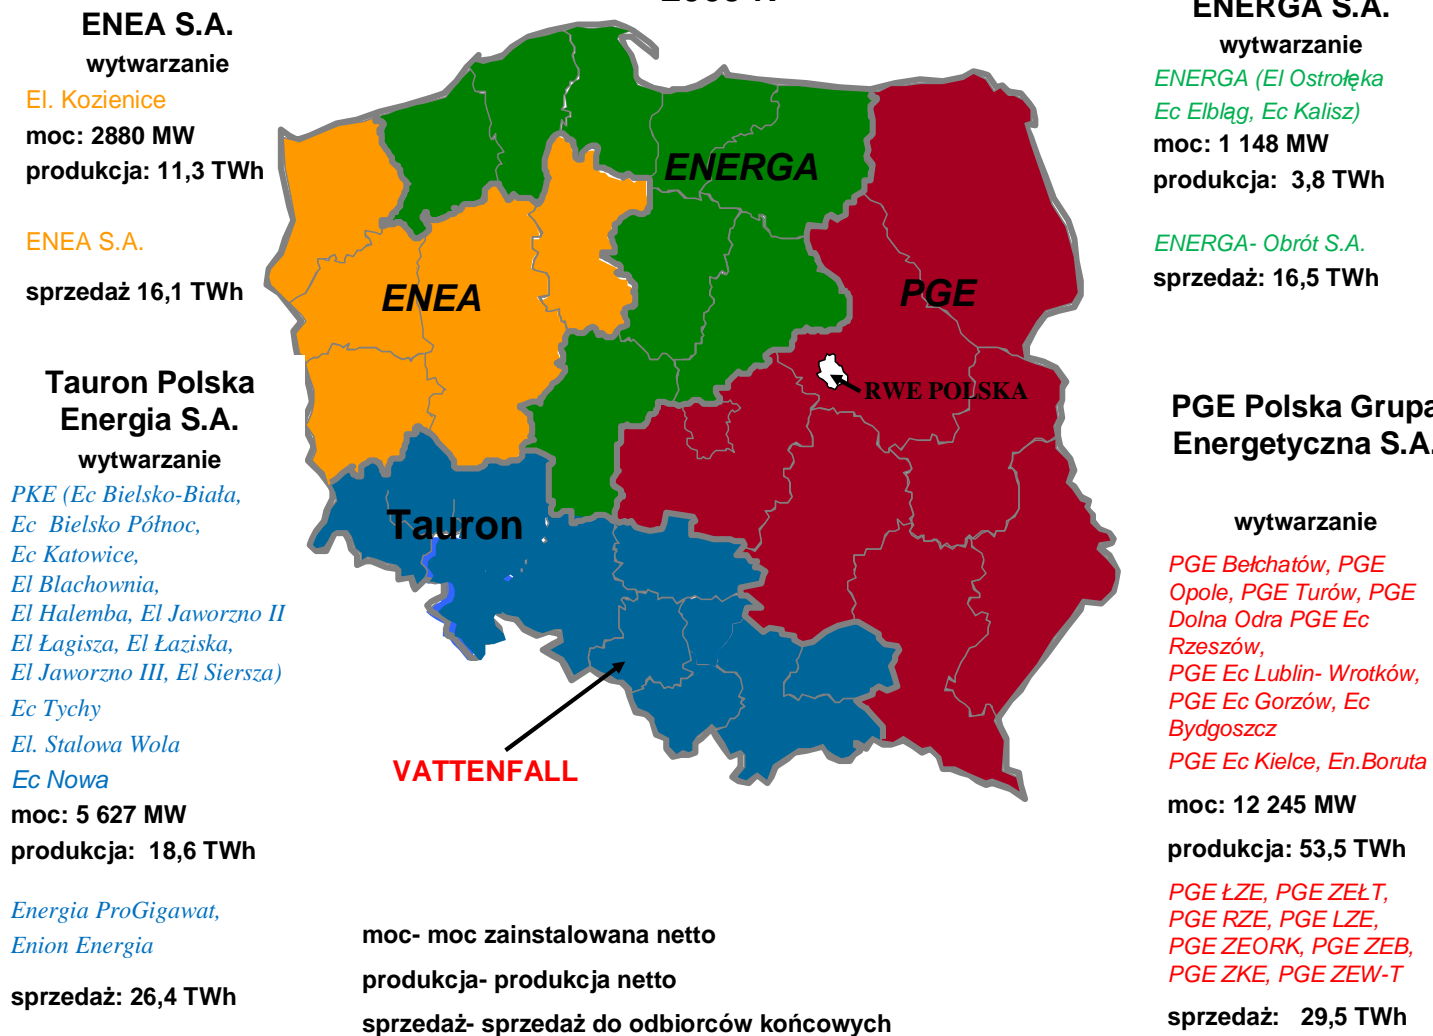 ENEA S.A.
wytwarzanie
El. Kozienice
moc: 2880 MW
produkcja: 11,3 TWh
ENEA S.A.
sprzedaż 16,1 TWh
Tauron Polska
Energia S.A.
wytwarzanie
PKE (Ec Bielsko-Biała,
Ec Bielsko Północ,
Ec Katowice,
El Blachownia,
El Halemba, El Jaworzno II
El Łagisza, El Łaziska,
El Jaworzno III, El Siersza)
Ec Tychy
El. Stalowa Wola
Ec Nowa
moc: 5 627 MW
produkcja: 18,6 TWh
Energia ProGigawat,
Enion Energia
sprzedaż: 26,4 TWh
ENERGA
ENEA
PGE
RWE POLSKA
Tauron
VATTENFALL
moc- moc zainstalowana netto
produkcja- produkcja netto
sprzedaż- sprzedaż do odbiorców końcowych
ENERGA S.A.
wytwarzanie
ENERGA (El Ostrołęka
Ec Elbląg, Ec Kalisz)
moc: 1 148 MW
produkcja: 3,8 TWh
ENERGA- Obrót S.A.
sprzedaż: 16,5 TWh
PGE Polska Grupa
Energetyczna S.A.
wytwarzanie
PGE Bełchatów, PGE
Opole, PGE Turów, PGE
Dolna Odra PGE Ec
Rzeszów,
PGE Ec Lublin- Wrotków,
PGE Ec Gorzów, Ec
Bydgoszcz
PGE Ec Kielce, En.Boruta
moc: 12 245 MW
produkcja: 53,5 TWh
PGE ŁZE, PGE ZEŁT,
PGE RZE, PGE LZE,
PGE ZEORK, PGE ZEB,
PGE ZKE, PGE ZEW-T
sprzedaż: 29,5 TWh